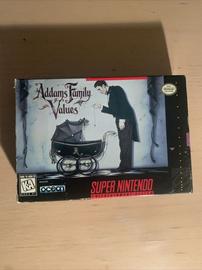 Addams Family
Values
K-A
ocean
SUPER NINTENDO